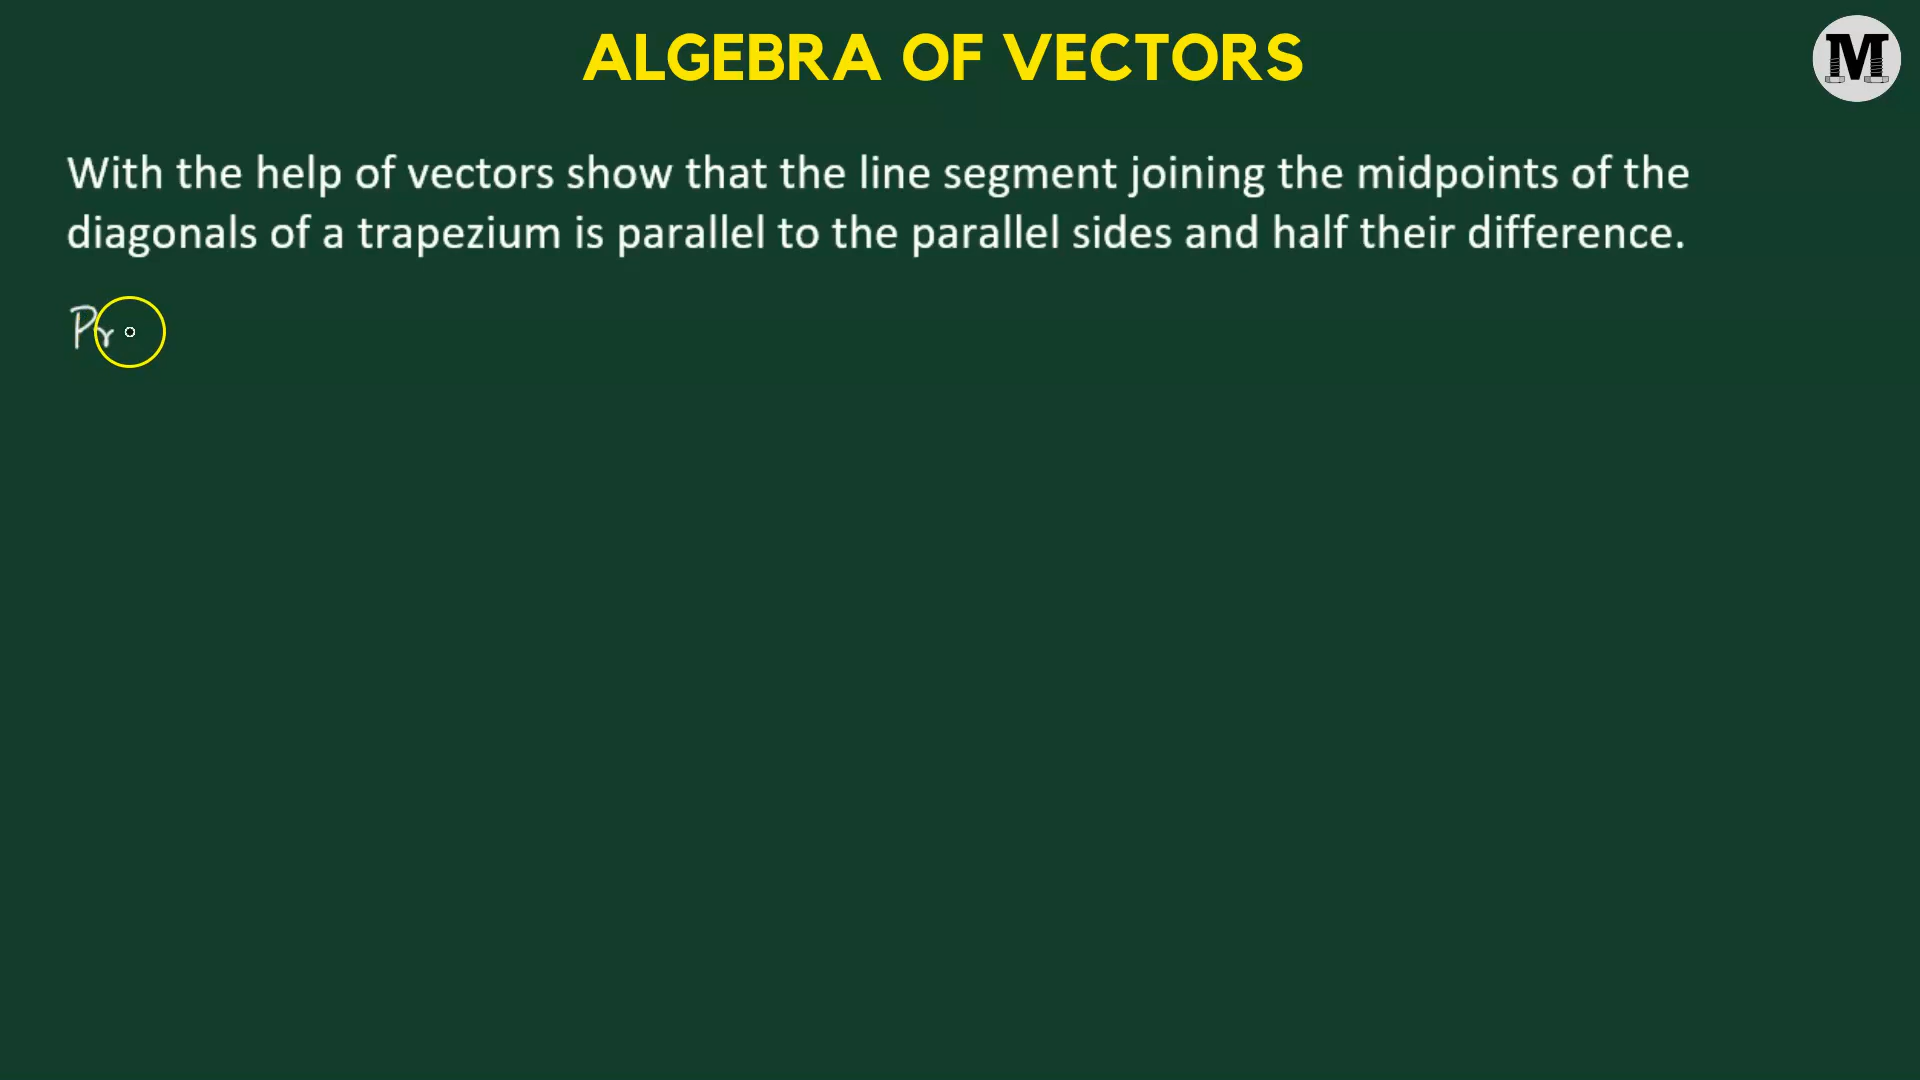 ALGEBRA OF VECTORS
M
With the help of vectors show that the line segment joining the midpoints of the
diagonals of a trapezium is parallel to the parallel sides and half their difference.
Pr